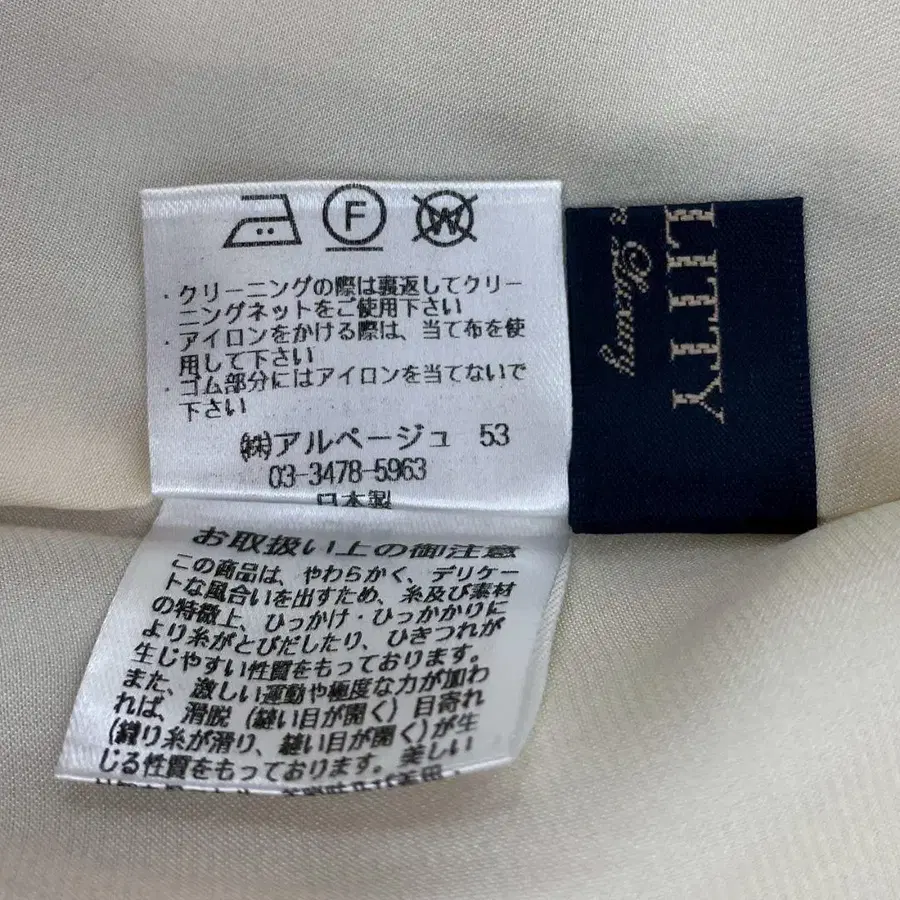 F
W
・クリーニングの際は裏返してクリー
ニングネットをご使用下さい
・アイロンをかける際は、当て布を使
用して下さい
・ゴム部分にはアイロンを当てないで
下さい
㈱アルページュ 53
03-3478-5963
日本製
お取扱い上の御注意
この商品は、やわらかく、デリケー
トな風合いを出すため、糸及び素材
の特徴上、ひっかけ・ひっかかりに
より糸がとびだしたり、ひきつれが
生じやすい性質をもっております。
また、激しい運動や極度な力が加わ
れば、滑脱(縫い目が開く)目寄れ
(織り糸が滑り、縫い目が開く)が生
じる性質をもっております。美しい
LITTY
Luxury